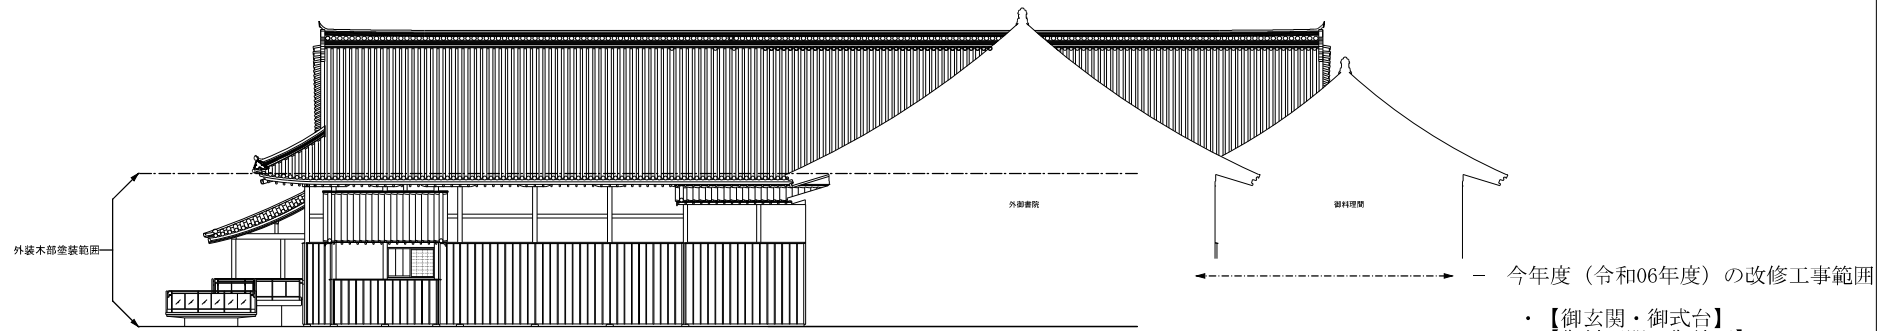 外御書院
御料理間
外装木部塗装範囲
今年度（令和06年度）の改修工事範囲
・【御玄関・御式台】